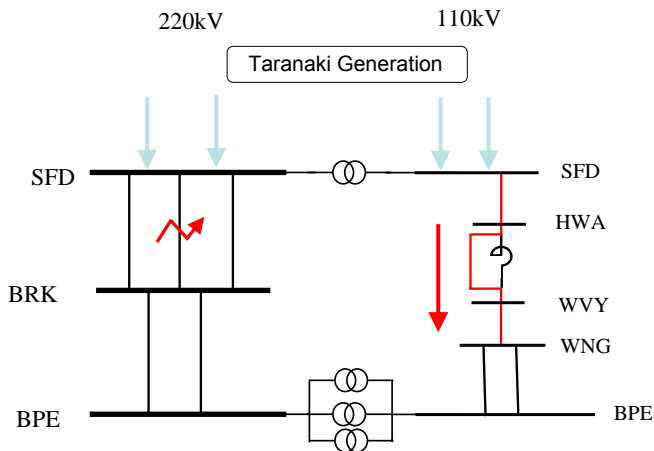 220kV
110kV
Taranaki Generation
SFD
SFD
HWA
BRK
WVY
WNG
BPE
BPE